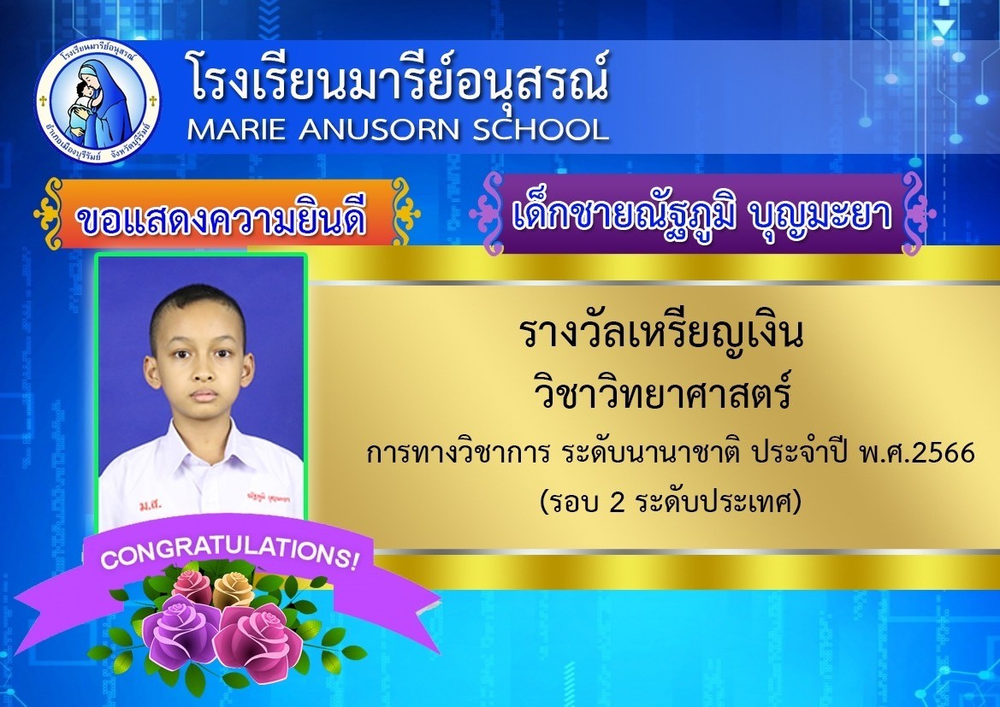 โรงเรียนมารีย์อนุสรณ์
อำเภอเมืองบุรีรัมย์ จังหวัดบุรีรัมย์
โรงเรียนมารีย์อนุสรณ์
MARIE ANUSORN SCHOOL
ขอแสดงความยินดี
เด็กชายณัฐภูมิ บุญมะยา
รางวัลเหรียญเงิน
วิชาวิทยาศาสตร์
การทางวิชาการ ระดับนานาชาติ ประจำปี พ.ศ.2566
(รอบ 2 ระดับประเทศ)
ม.ส.
ณัฐภูมิ บุญมะยา
CONGRATULATIONS!